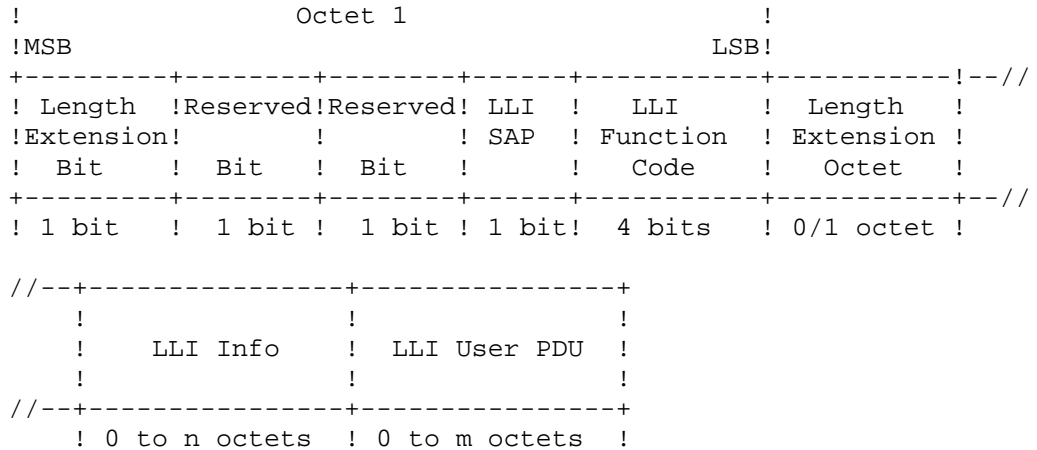 !                 Octet 1                     !
!MSB                                       LSB!
+---------+--------+--------+------+-----------+-----------!--//
! Length  !Reserved!Reserved! LLI  !   LLI     !  Length   !
!Extension!        !        ! SAP  ! Function  ! Extension !
!  Bit    !  Bit   !  Bit   !      !   Code    !   Octet   !
+---------+--------+--------+------+-----------+-----------+--//
! 1 bit   !  1 bit !  1 bit ! 1 bit!  4 bits   ! 0/1 octet !
//--+----------------+----------------+
    !                !                !
    !    LLI Info    !  LLI User PDU  !
    !                !                !
//--+----------------+----------------+
    ! 0 to n octets  ! 0 to m octets  !